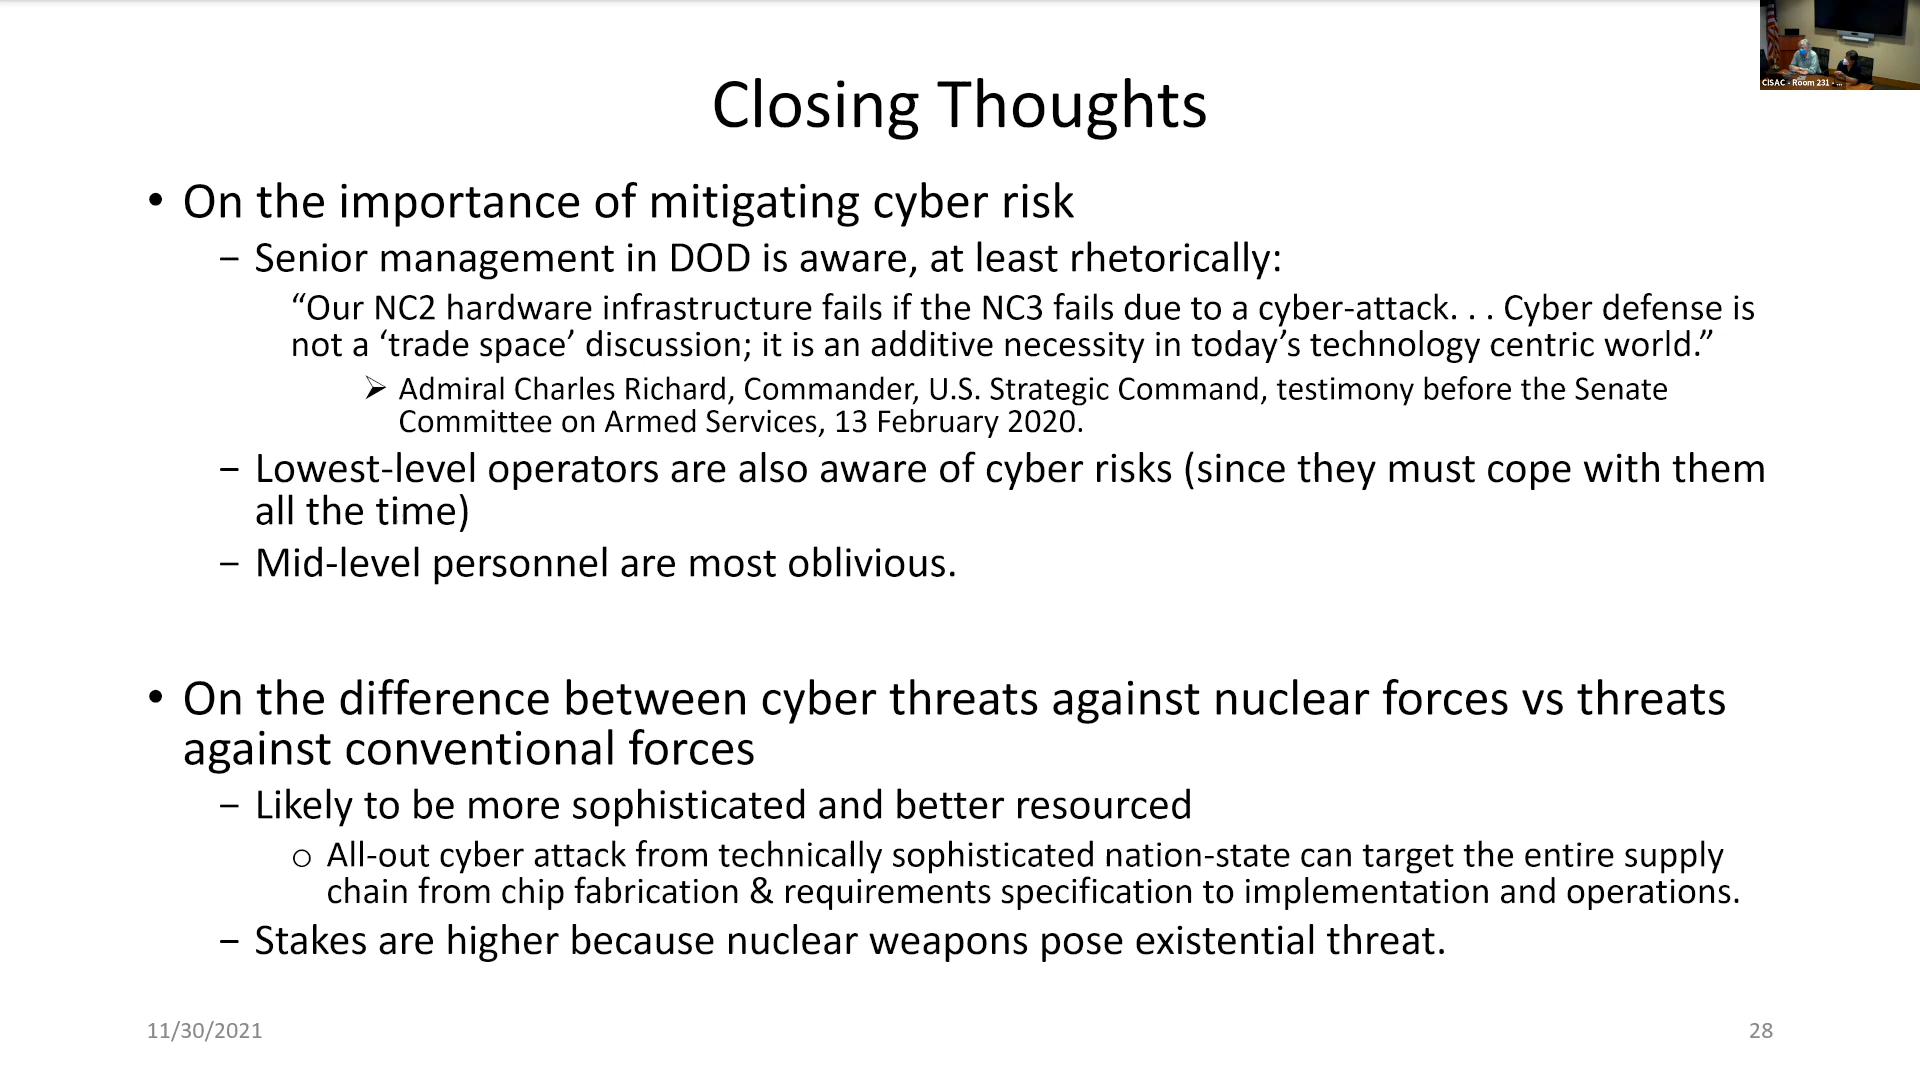 CISAC - Room 231 - ...
Closing Thoughts
• On the importance of mitigating cyber risk
– Senior management in DOD is aware, at least rhetorically:
“Our NC2 hardware infrastructure fails if the NC3 fails due to a cyber-attack. . . Cyber defense is
not a ‘trade space’ discussion; it is an additive necessity in today’s technology centric world.”
➢ Admiral Charles Richard, Commander, U.S. Strategic Command, testimony before the Senate
Committee on Armed Services, 13 February 2020.
– Lowest-level operators are also aware of cyber risks (since they must cope with them
all the time)
– Mid-level personnel are most oblivious.
• On the difference between cyber threats against nuclear forces vs threats
against conventional forces
– Likely to be more sophisticated and better resourced
○ All-out cyber attack from technically sophisticated nation-state can target the entire supply
chain from chip fabrication & requirements specification to implementation and operations.
– Stakes are higher because nuclear weapons pose existential threat.
11/30/2021
28